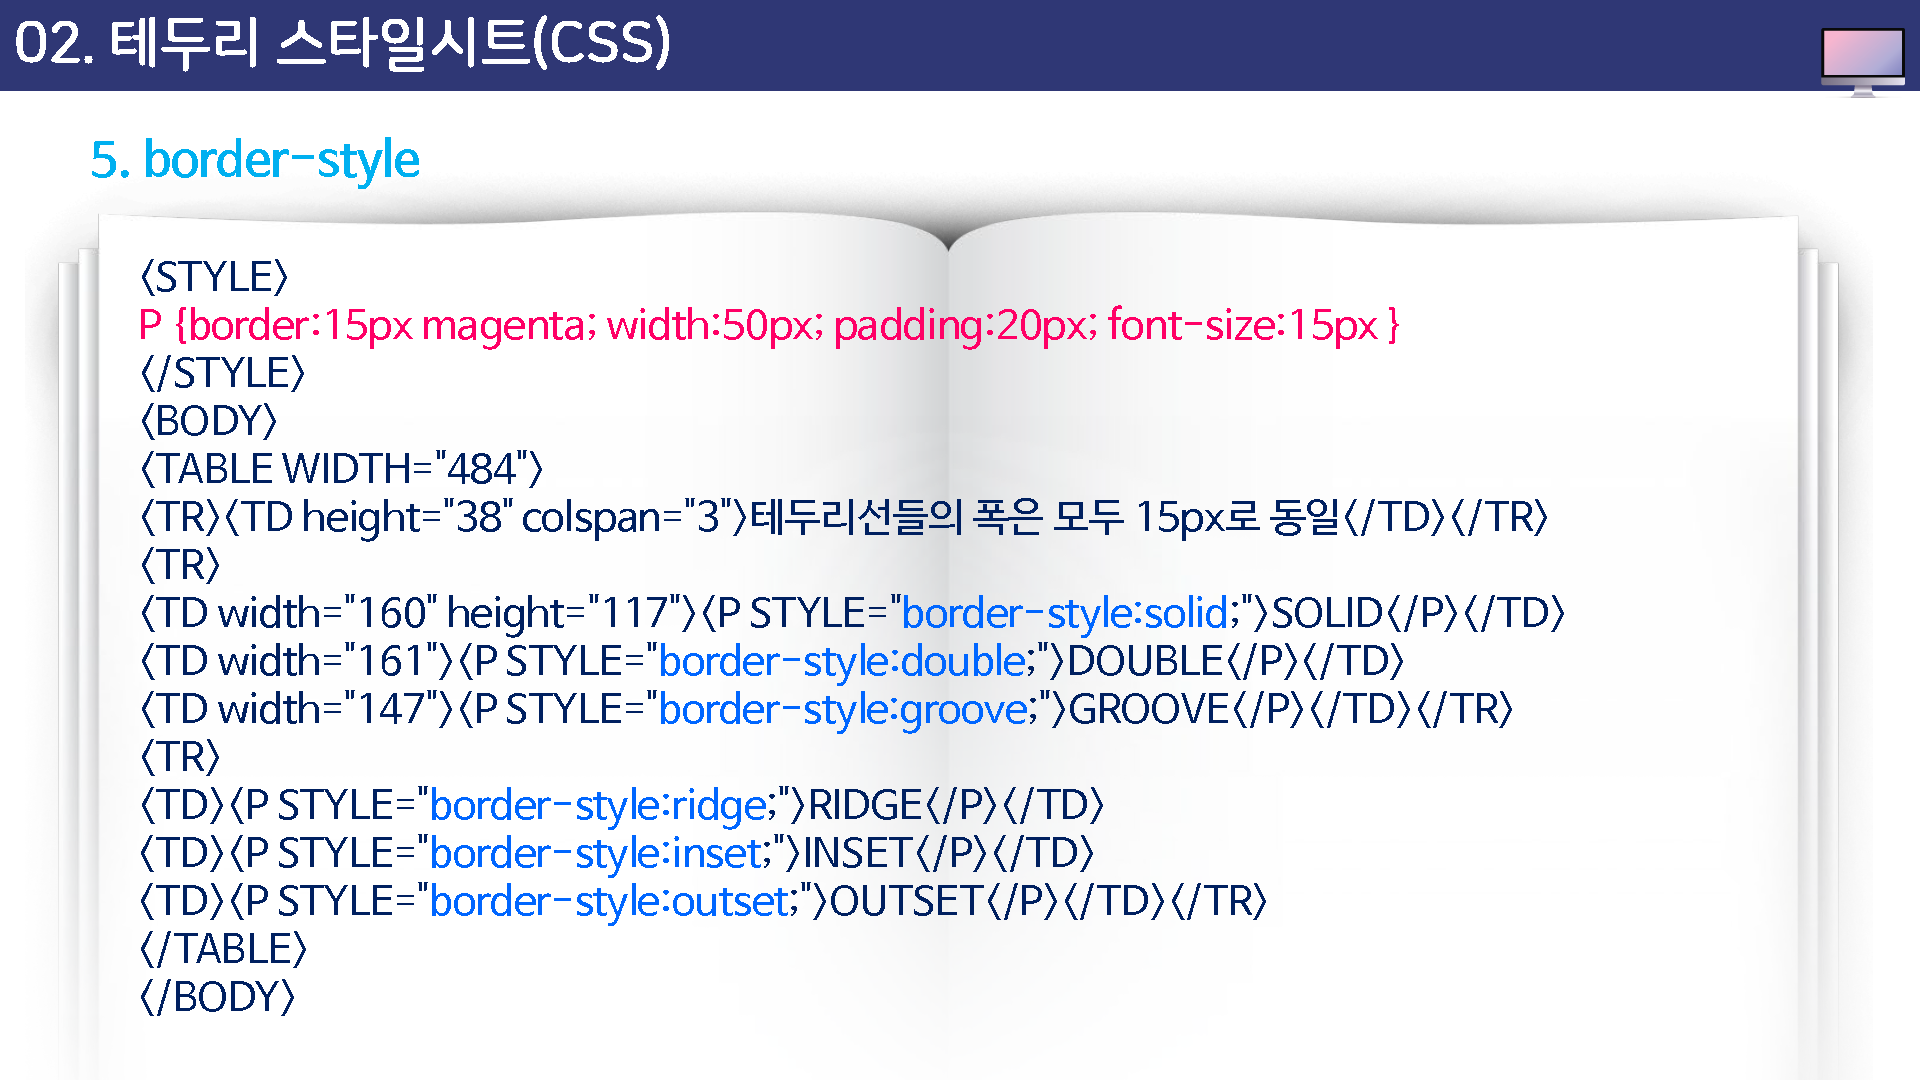 02. 테두리 스타일시트(CSS)
5. border-style
<STYLE>
P {border:15px magenta; width:50px; padding:20px; font-size:15px }
</STYLE>
<BODY>
<TABLE WIDTH="484">
<TR><TD height="38" colspan="3">테두리선들의 폭은 모두 15px로 동일</TD></TR>
<TR>
<TD width="160" height="117"><P STYLE="border-style:solid;">SOLID</P></TD>
<TD width="161"><P STYLE="border-style:double;">DOUBLE</P></TD>
<TD width="147"><P STYLE="border-style:groove;">GROOVE</P></TD></TR>
<TR>
<TD><P STYLE="border-style:ridge;">RIDGE</P></TD>
<TD><P STYLE="border-style:inset;">INSET</P></TD>
<TD><P STYLE="border-style:outset;">OUTSET</P></TD></TR>
</TABLE>
</BODY>